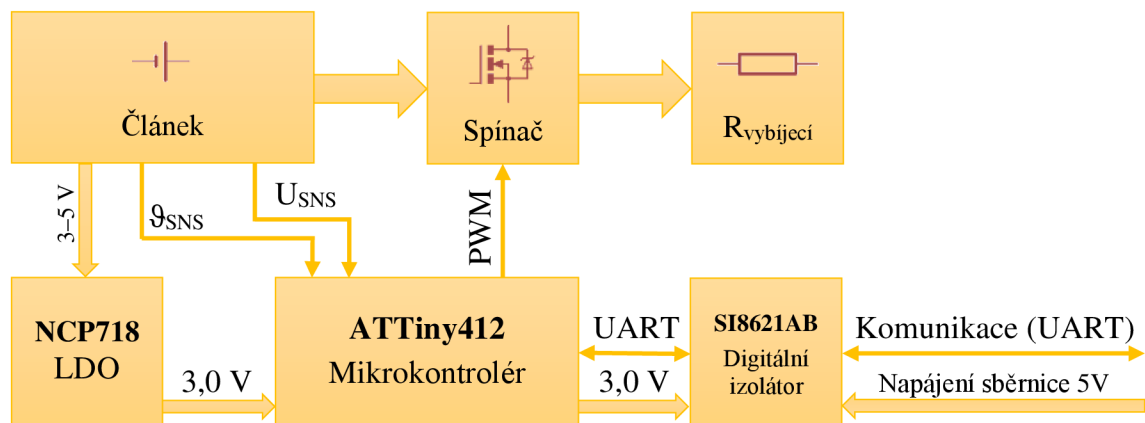 Článek
Spínač
Rvybíjecí
3–5 V
ϑSNS
USNS
PWM
NCP718
LDO
3,0 V
ATTiny412
Mikrokontrolér
UART
3,0 V
SI8621AB
Digitální
izolátor
Komunikace (UART)
Napájení sběrnice 5V